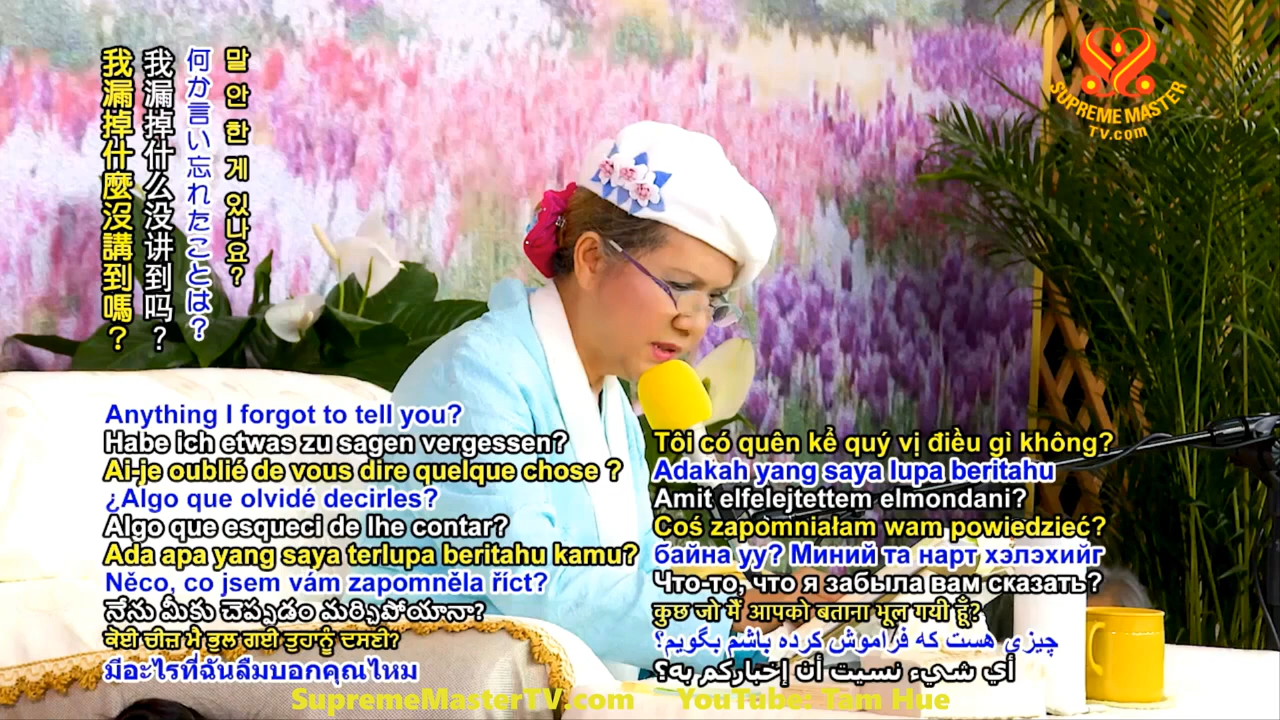 SUPREME MASTER
TV.com
말 안 한 게 있나요?
何か言い忘れたことは?
我漏掉什么没讲到吗?
我漏掉什麼沒講到嗎?
Anything I forgot to tell you?
Habe ich etwas zu sagen vergessen?
Ai-je oublié de vous dire quelque chose ?
¿Algo que olvidé decirles?
Algo que esqueci de lhe contar?
Ada apa yang saya terlupa beritahu kamu?
Něco, co jsem vám zapomněla říct?
నేను మీకు చెప్పడం మర్చిపోయానా?
ਕੋਈ ਚੀਜ਼ ਮੈ ਭੁਲ ਗਈ ਤੁਹਾਨੂੰ ਦਸਣੀ?
มีอะไรที่ฉันลืมบอกคุณไหม
Tôi có quên kể quý vị điều gì không?
Adakah yang saya lupa beritahu
Amit elfelejtettem elmondani?
Coś zapomniałam wam powiedzieć?
байна уу? Миний та нарт хэлэхийг
Что-то, что я забыла вам сказать?
कुछ जो मैं आपको बताना भूल गयी हूँ?
چیزی هست که فراموش کرده باشم بگویم؟
أي شيء نسيت أن إخباركم به؟
SupremeMasterTV.com YouTube: Tam Hue